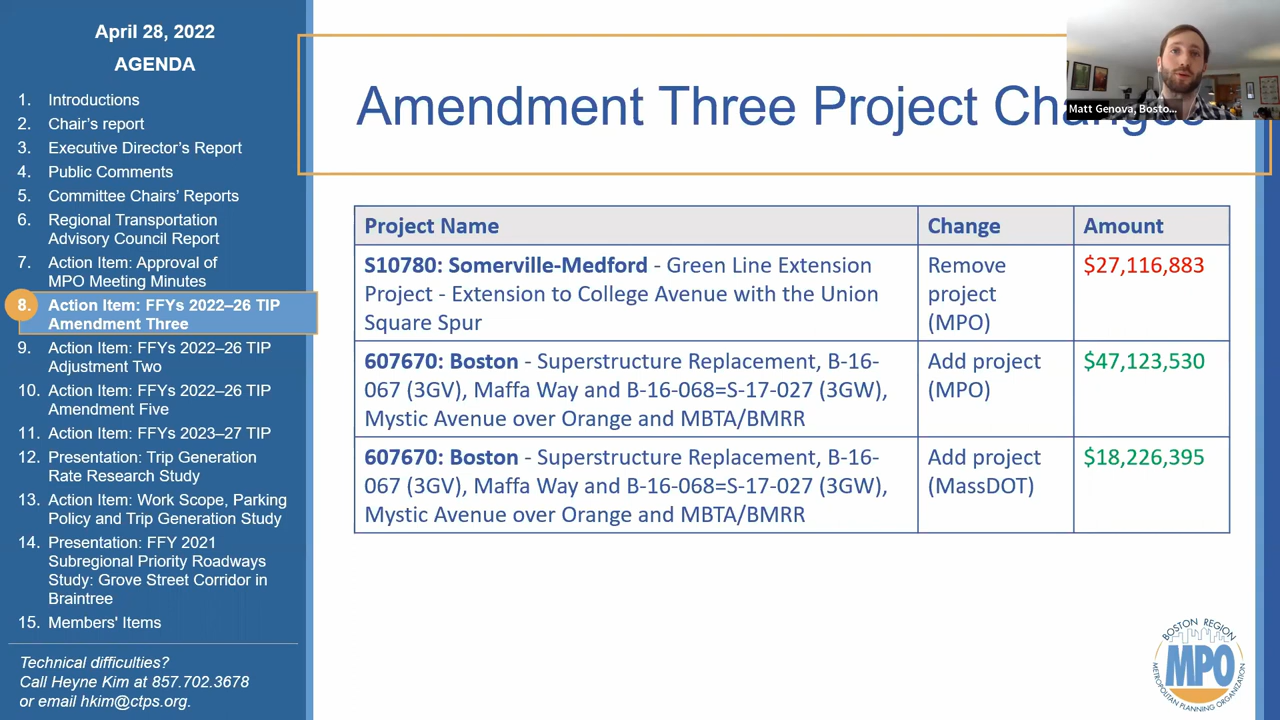 April 28, 2022
AGENDA
1. Introductions
2. Chair's report
3. Executive Director's Report
4. Public Comments
5. Committee Chairs' Reports
6. Regional Transportation
Advisory Council Report
7. Action Item: Approval of
MPO Meeting Minutes
8. Action Item: FFYs 2022–26 TIP
Amendment Three
9. Action Item: FFYs 2022–26 TIP
Adjustment Two
10. Action Item: FFYs 2022–26 TIP
Amendment Five
11. Action Item: FFYs 2023–27 TIP
12. Presentation: Trip Generation
Rate Research Study
13. Action Item: Work Scope, Parking
Policy and Trip Generation Study
14. Presentation: FFY 2021
Subregional Priority Roadways
Study: Grove Street Corridor in
Braintree
15. Members' Items
Technical difficulties?
Call Heyne Kim at 857.702.3678
or email hkim@ctps.org.
Amendment Three Project Changes
Matt Genova, Bosto...
Project Name Change Amount
S10780: Somerville-Medford - Green Line Extension
Project - Extension to College Avenue with the Union
Square Spur
Remove
project
(MPO)
$27,116,883
607670: Boston - Superstructure Replacement, B-16-
067 (3GV), Maffa Way and B-16-068=S-17-027 (3GW),
Mystic Avenue over Orange and MBTA/BMRR
Add project
(MPO)
$47,123,530
607670: Boston - Superstructure Replacement, B-16-
067 (3GV), Maffa Way and B-16-068=S-17-027 (3GW),
Mystic Avenue over Orange and MBTA/BMRR
Add project
(MassDOT)
$18,226,395
BOSTON REGION
MPO
METROPOLITAN PLANNING ORGANIZATION